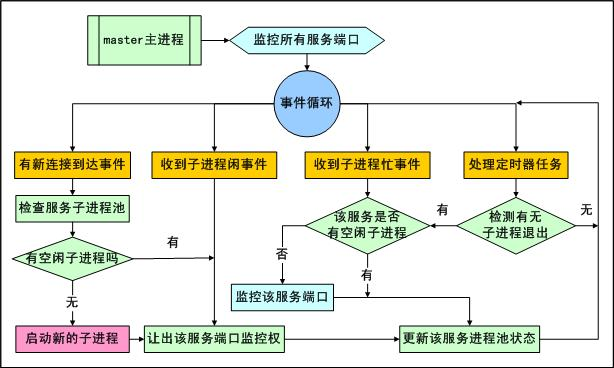 master主进程
监控所有服务端口
事件循环
有新连接到达事件
收到子进程闲事件
收到子进程忙事件
处理定时器任务
检查服务子进程池
该服务是否
有空闲子进程
有
检测有无
子进程退出
无
有空闲子进程吗
有
否
有
监控该服务端口
无
启动新的子进程
让出该服务端口监控权
更新该服务进程池状态